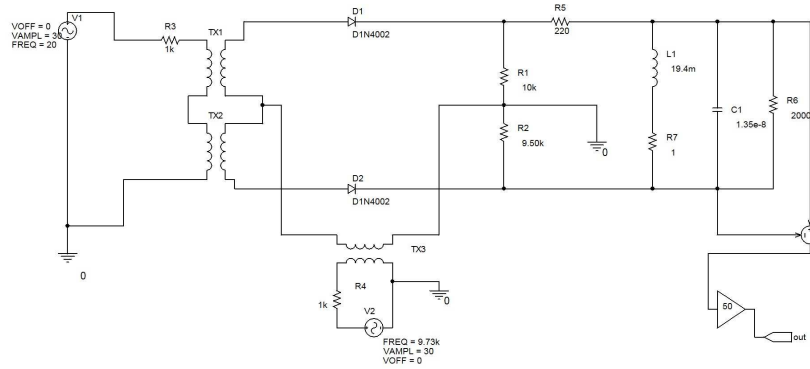 V1
VOFF = 0
VAMPL = 30
FREQ = 20
R3
1k
TX1
TX2
0
D1
D1N4002
D2
D1N4002
R5
220
R1
10k
R2
9.50k
0
L1
19.4m
R7
1
C1
1.35e-8
R6
2000
TX3
R4
1k
V2
0
FREQ = 9.73k
VAMPL = 30
VOFF = 0
50
out